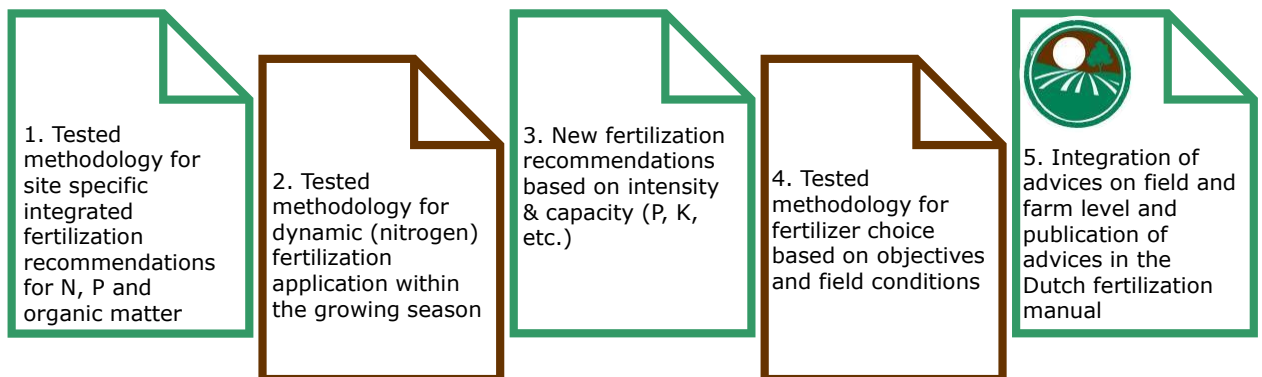 1. Tested
methodology for
site specific
integrated
fertilization
recommendations
for N, P and
organic matter
2. Tested
methodology for
dynamic (nitrogen)
fertilization
application within
the growing season
3. New fertilization
recommendations
based on intensity
& capacity (P, K,
etc.)
4. Tested
methodology for
fertilizer choice
based on objectives
and field conditions
5. Integration of
advices on field and
farm level and
publication of
advices in the
Dutch fertilization
manual